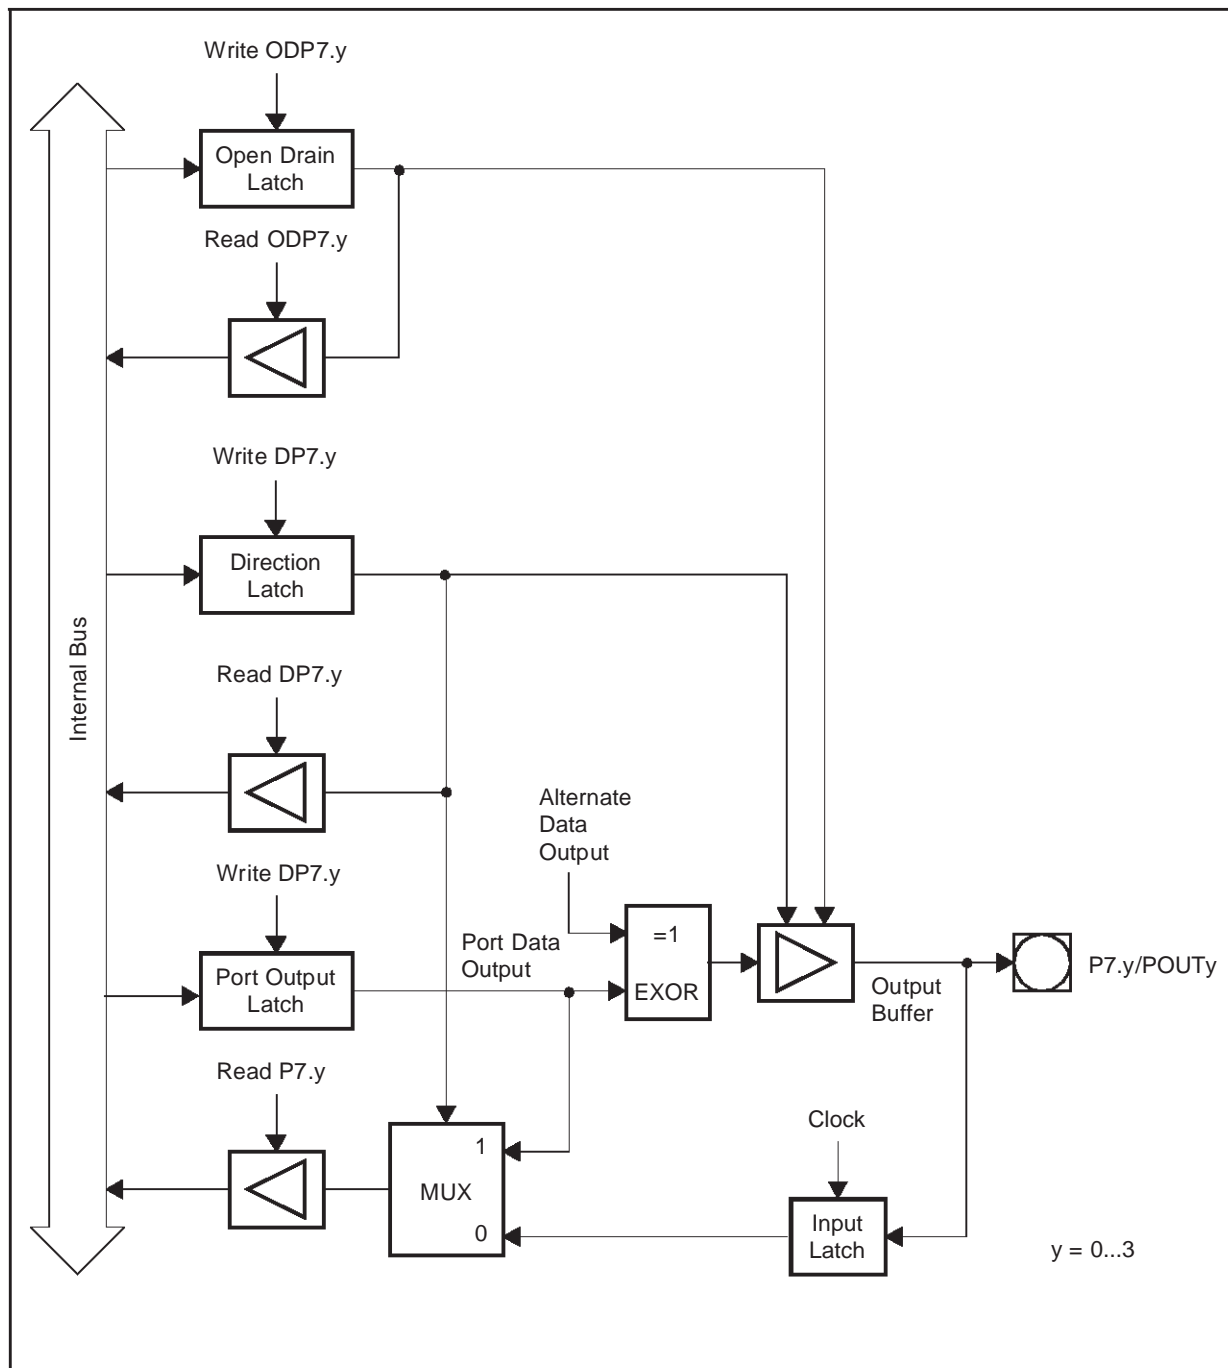 Write ODP7.y
Open Drain
Latch
Read ODP7.y
Write DP7.y
Direction
Latch
Internal Bus
Read DP7.y
Alternate
Data
Output
Write DP7.y
Port Data
Output
=1
EXOR
Port Output
Latch
Output
Buffer
P7.y/POUTy
Read P7.y
Clock
1
MUX
0
Input
Latch
y = 0...3